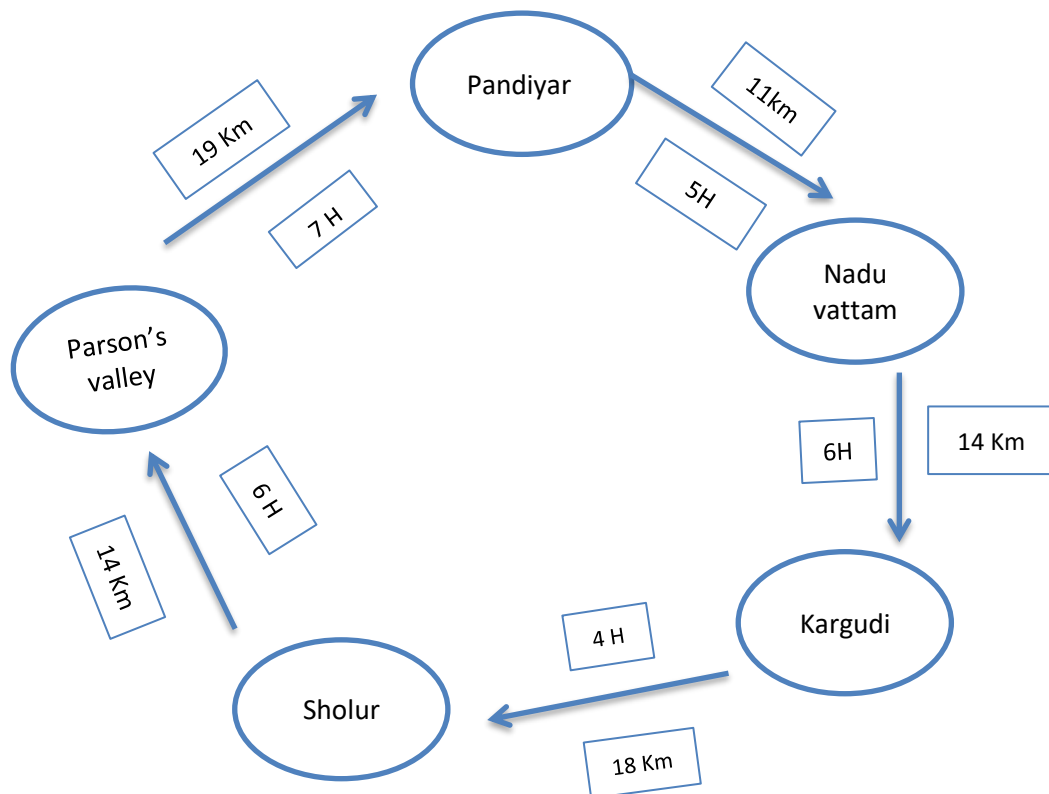 Pandiyar
11km
19 Km
5H
7 H
Nadu
vattam
Parson’s
valley
6H
14 Km
6 H
14 Km
Kargudi
4 H
Sholur
18 Km